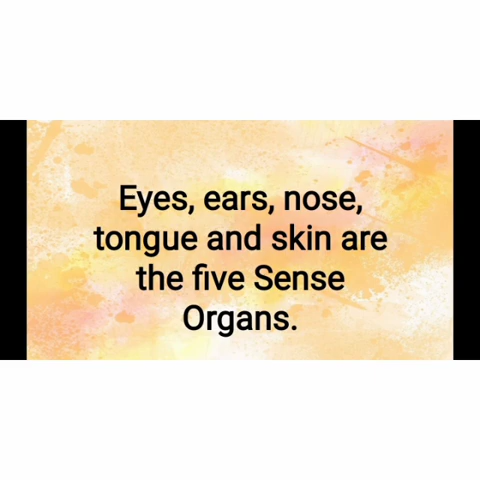 Eyes, ears, nose,
tongue and skin are
the five Sense
Organs.